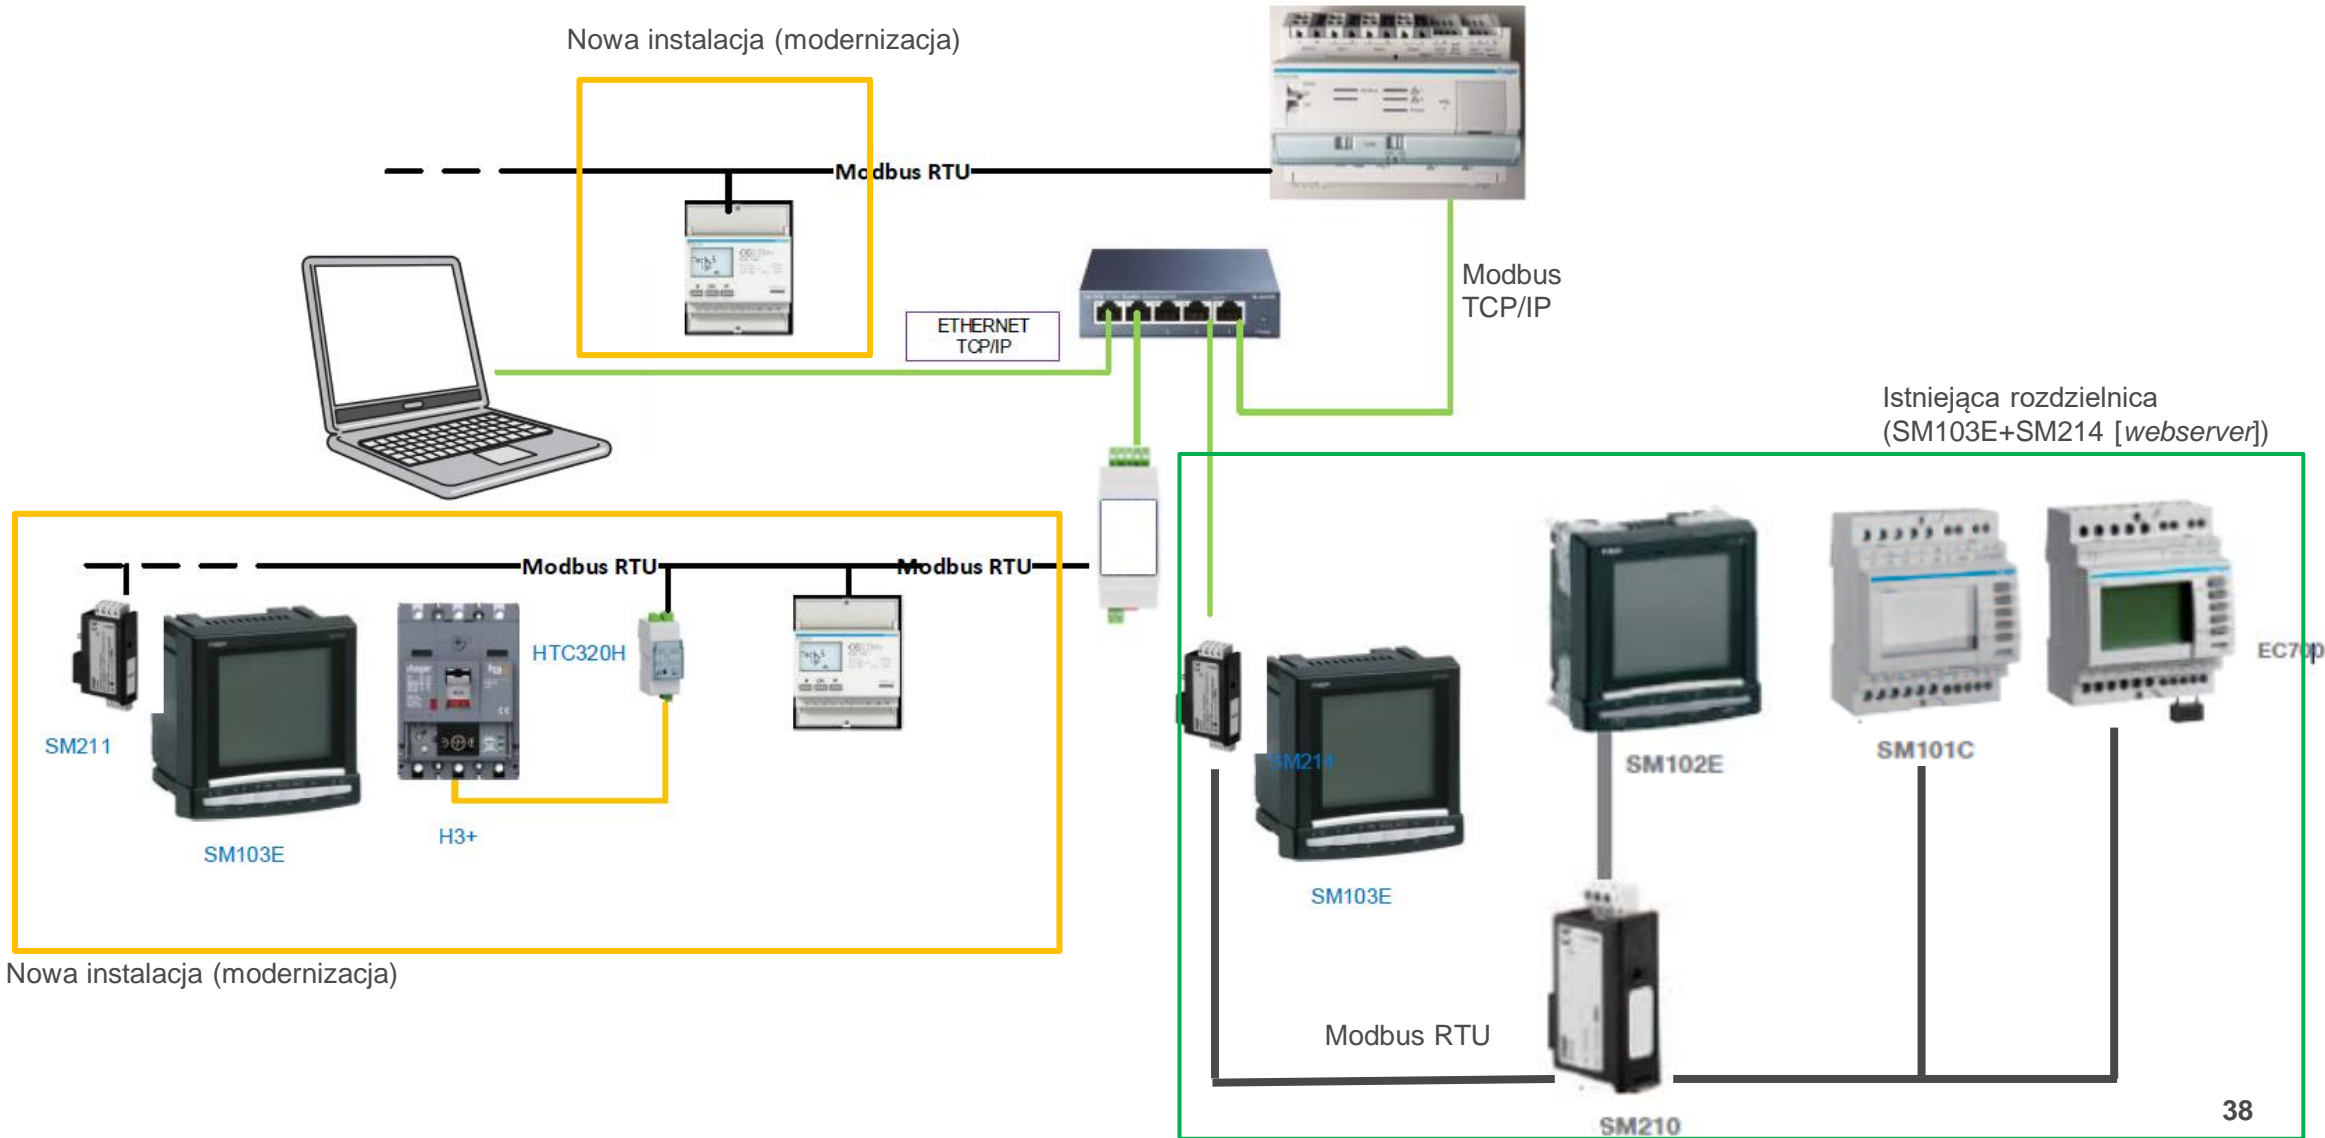 Nowa instalacja (modernizacja)
Modbus RTU
Modbus
TCP/IP
ETHERNET
TCP/IP
Istniejąca rozdzielnica
(SM103E+SM214 [webserver])
Modbus RTU
Modbus RTU
HTC320H
SM211
H3+
SM103E
EC700
SM214
SM102E
SM101C
SM103E
Nowa instalacja (modernizacja)
Modbus RTU
SM210
38